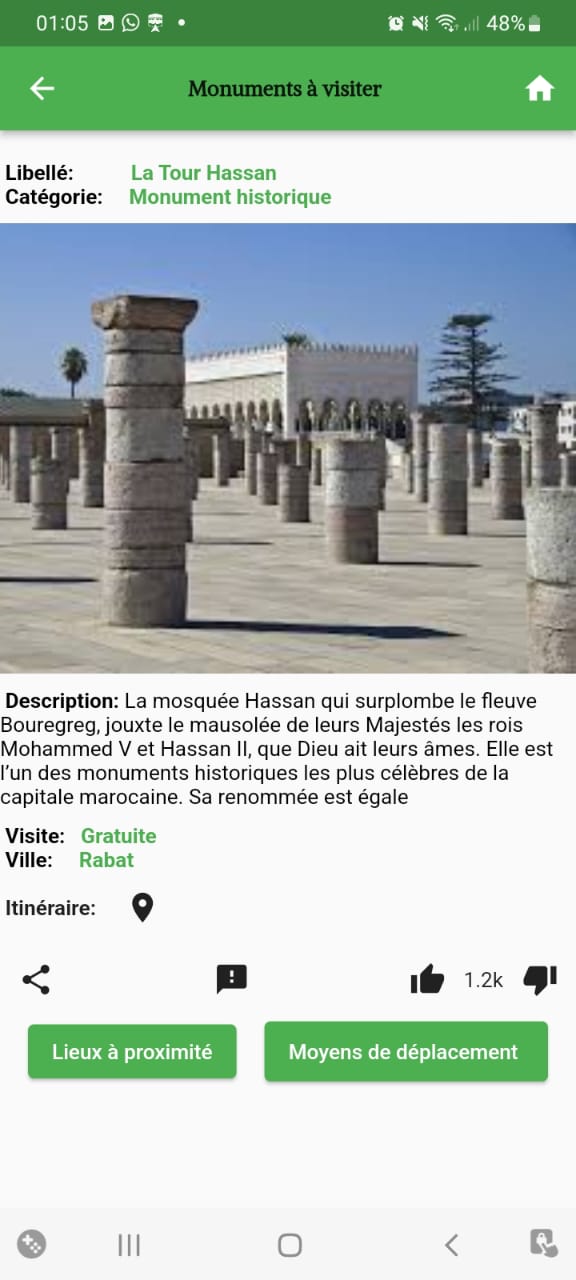 01:05 48%
Monuments à visiter
Libellé: La Tour Hassan
Catégorie: Monument historique
Description: La mosquée Hassan qui surplombe le fleuve
Bouregreg, jouxte le mausolée de leurs Majestés les rois
Mohammed V et Hassan II, que Dieu ait leurs âmes. Elle est
l’un des monuments historiques les plus célèbres de la
capitale marocaine. Sa renommée est égale
Visite: Gratuite
Ville: Rabat
Itinéraire:
1.2k
Lieux à proximité Moyens de déplacement